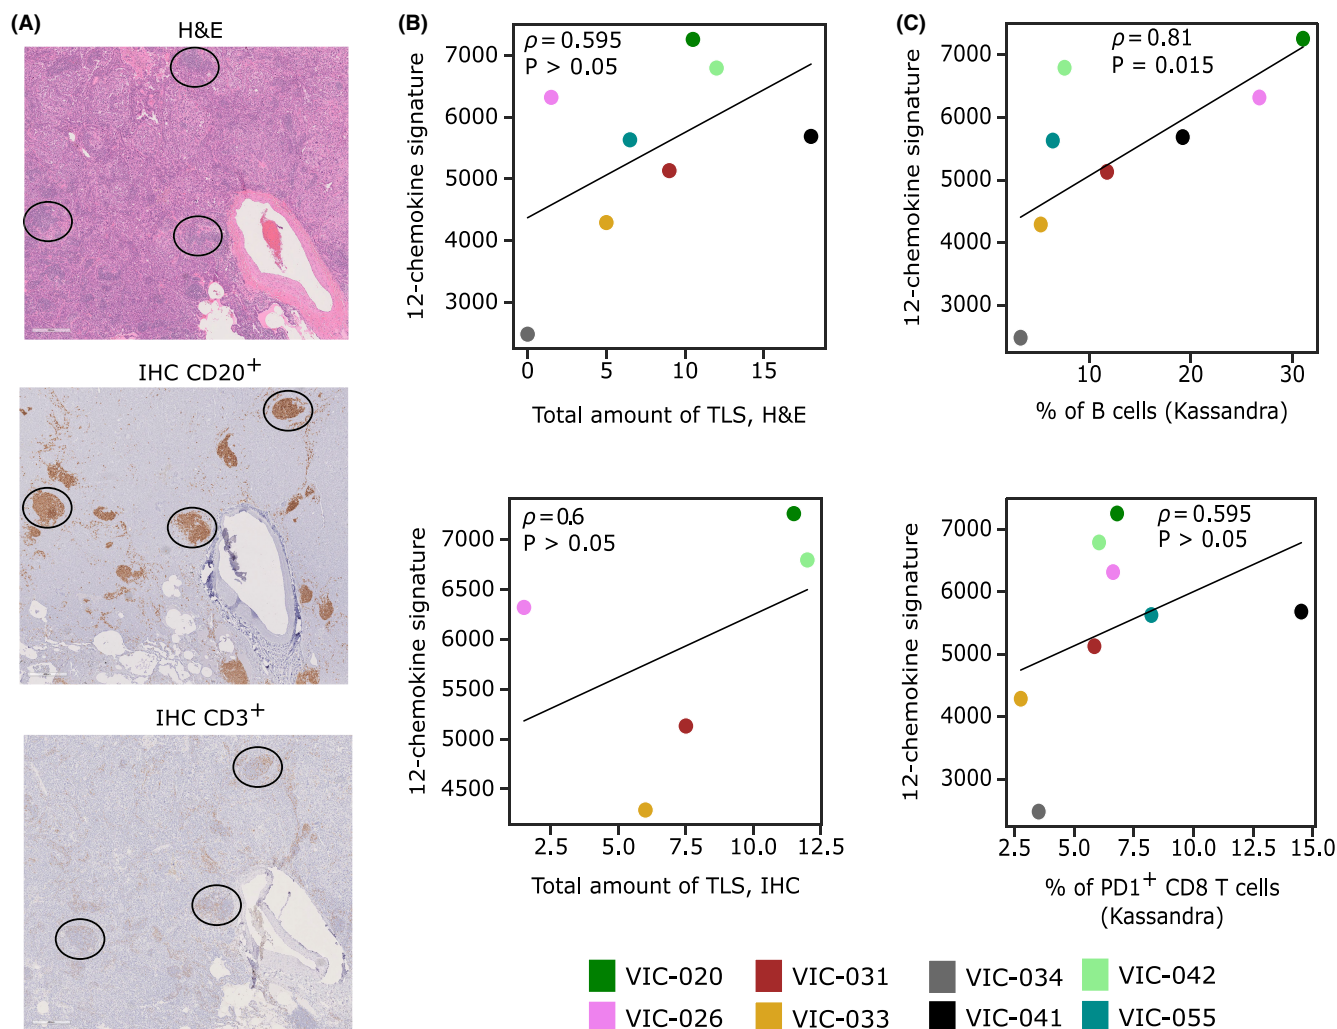 (A)
H&E
IHC CD20+
IHC CD3+
(B)
ρ = 0.595
P > 0.05
12-chemokine signature
7000
6000
5000
4000
3000
0 5 10 15
Total amount of TLS, H&E
ρ = 0.6
P > 0.05
12-chemokine signature
7000
6500
6000
5500
5000
4500
2.5 5.0 7.5 10.0 12.5
Total amount of TLS, IHC
(C)
ρ = 0.81
P = 0.015
12-chemokine signature
7000
6000
5000
4000
3000
10 20 30
% of B cells (Kassandra)
ρ = 0.595
P > 0.05
12-chemokine signature
7000
6000
5000
4000
3000
2.5 5.0 7.5 10.0 12.5 15.0
% of PD1+ CD8 T cells
(Kassandra)
VIC-020 VIC-031 VIC-034 VIC-042
VIC-026 VIC-033 VIC-041 VIC-055